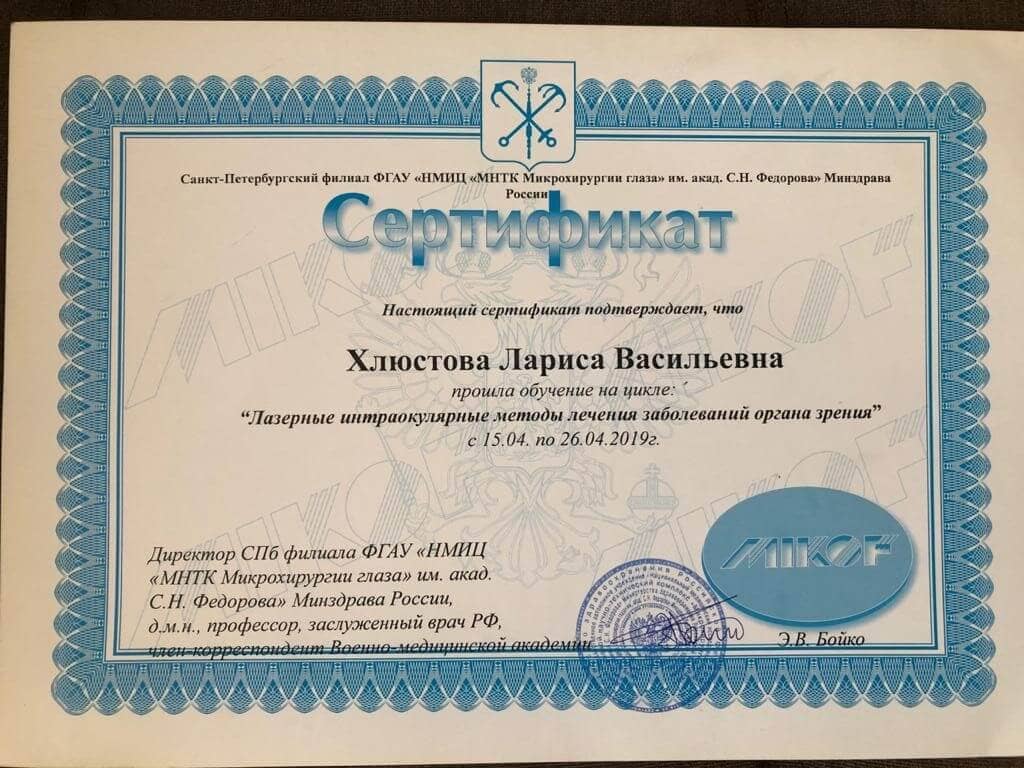 Санкт-Петербургский филиал ФГАУ «НМИЦ «МНТК Микрохирургии глаза» им. акад. С.Н. Федорова» Минздрава
России
Сертификат
Настоящий сертификат подтверждает, что
Хлюстова Лариса Васильевна
прошла обучение на цикле:
“Лазерные интраокулярные методы лечения заболеваний органа зрения”
с 15.04. по 26.04.2019г.
Директор СПб филиала ФГАУ «НМИЦ
«МНТК Микрохирургии глаза» им. акад.
С.Н. Федорова» Минздрава России,
д.м.н., профессор, заслуженный врач РФ,
член-корреспондент Военно-медицинской академии
Э.В. Бойко